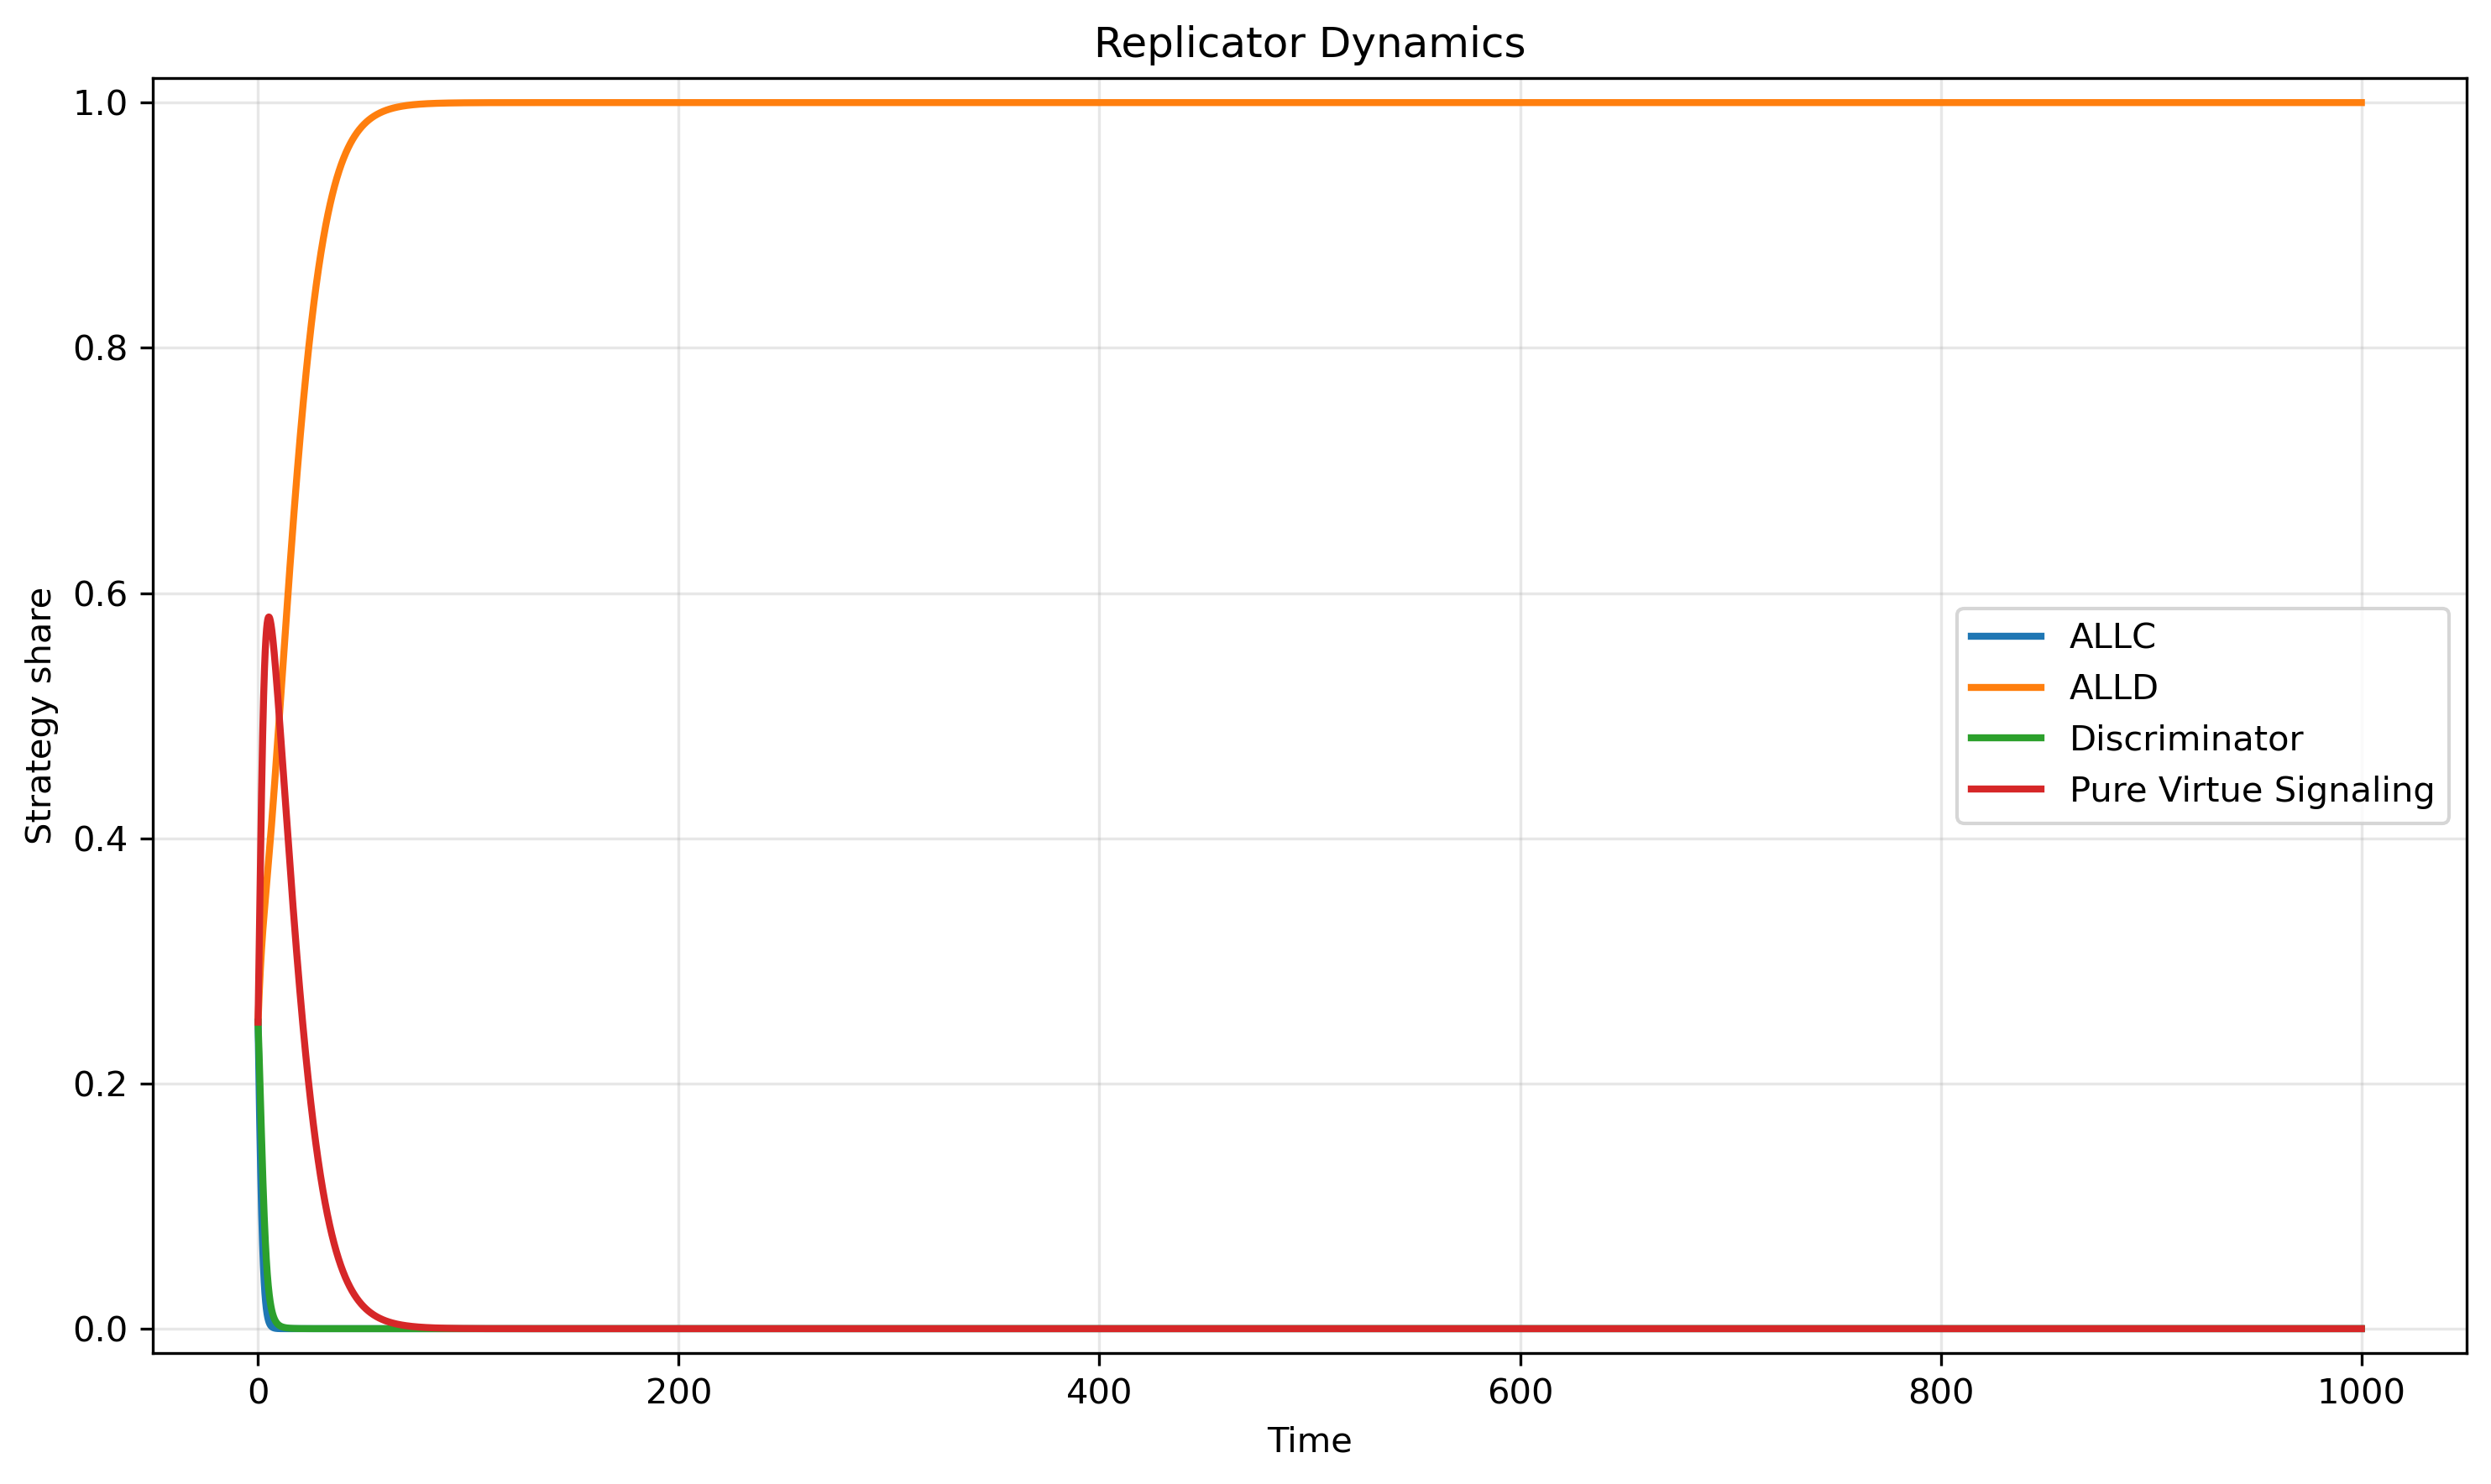 Replicator Dynamics
1.0
0.8
0.6
0.4
0.2
0.0
Strategy share
ALLC
ALLD
Discriminator
Pure Virtue Signaling
0 200 400 600 800 1000
Time